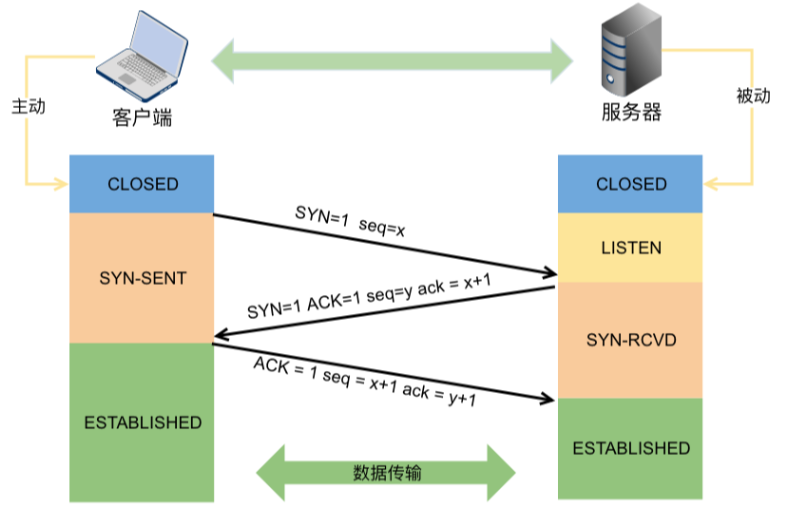 主动
客户端
服务器
被动
CLOSED
CLOSED
SYN=1 seq=x
LISTEN
SYN-SENT
SYN=1 ACK=1 seq=y ack = x+1
SYN-RCVD
ACK = 1 seq = x+1 ack = y+1
ESTABLISHED
ESTABLISHED
数据传输